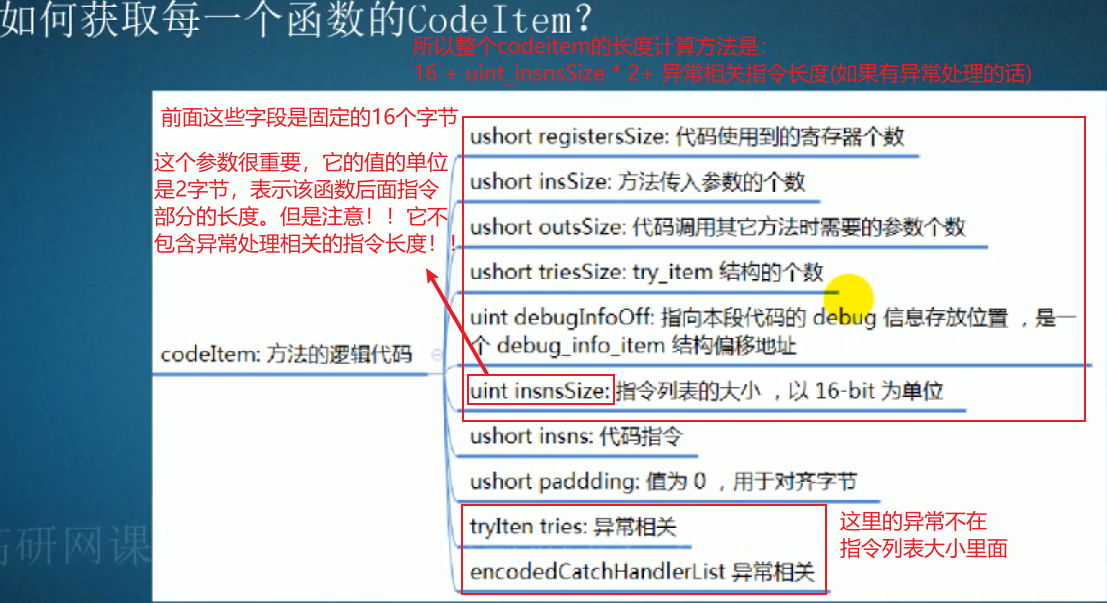 如何获取每一个函数的CodeItem?
所以整个codeitem的长度计算方法是:
16 + uint_insnsSize * 2+ 异常相关指令长度(如果有异常处理的话)
前面这些字段是固定的16个字节
这个参数很重要，它的值的单位
是2字节，表示该函数后面指令
部分的长度。但是注意！！它不
包含异常处理相关的指令长度！！
codeItem: 方法的逻辑代码
ushort registersSize: 代码使用到的寄存器个数
ushort insSize: 方法传入参数的个数
ushort outsSize: 代码调用其它方法时需要的参数个数
ushort triesSize: try_item 结构的个数
uint debugInfoOff: 指向本段代码的 debug 信息存放位置 ，是一
个 debug_info_item 结构偏移地址
uint insnsSize: 指令列表的大小 ，以 16-bit 为单位
ushort insns: 代码指令
ushort paddding: 值为 0 ，用于对齐字节
tryIten tries: 异常相关
encodedCatchHandlerList 异常相关
这里的异常不在
指令列表大小里面
高研网课